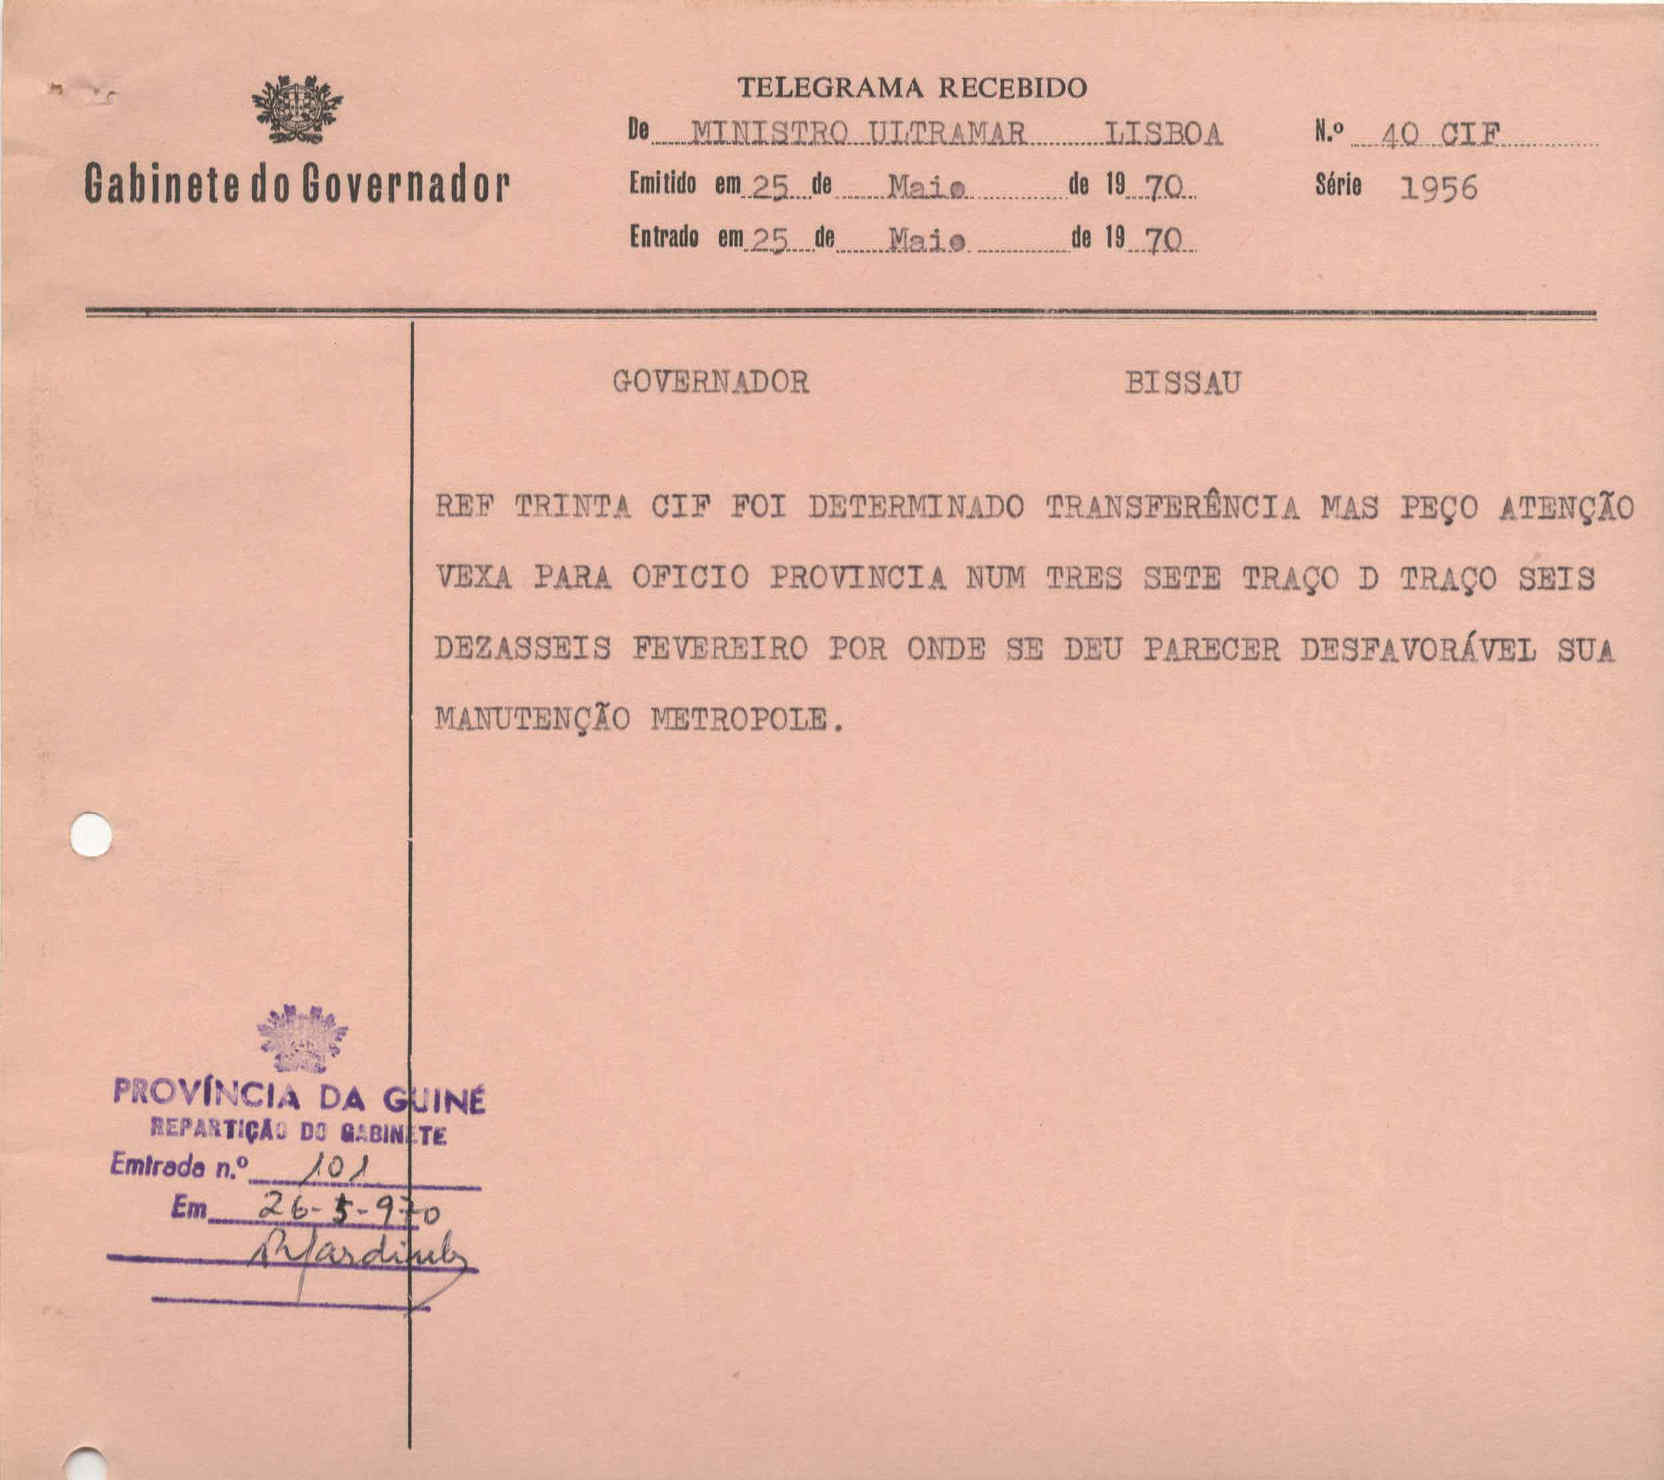 TELEGRAMA RECEBIDO
De MINISTRO ULTRAMAR LISBOA N.º 40 CIF
Gabinete do Governador
Emitido em 25 de Maio de 19 70 Série 1956
Entrado em 25 de Maio de 19 70
GOVERNADOR BISSAU
REF TRINTA CIF FOI DETERMINADO TRANSFERÊNCIA MAS PEÇO ATENÇÃO
VEXA PARA OFICIO PROVINCIA NUM TRES SETE TRAÇO D TRAÇO SEIS
DEZASSEIS FEVEREIRO POR ONDE SE DEU PARECER DESFAVORÁVEL SUA
MANUTENÇÃO METROPOLE.
PROVÍNCIA DA GUINÉ
REPARTIÇÃO DO GABINETE
Entrada n.º 101
Em 26-5-970